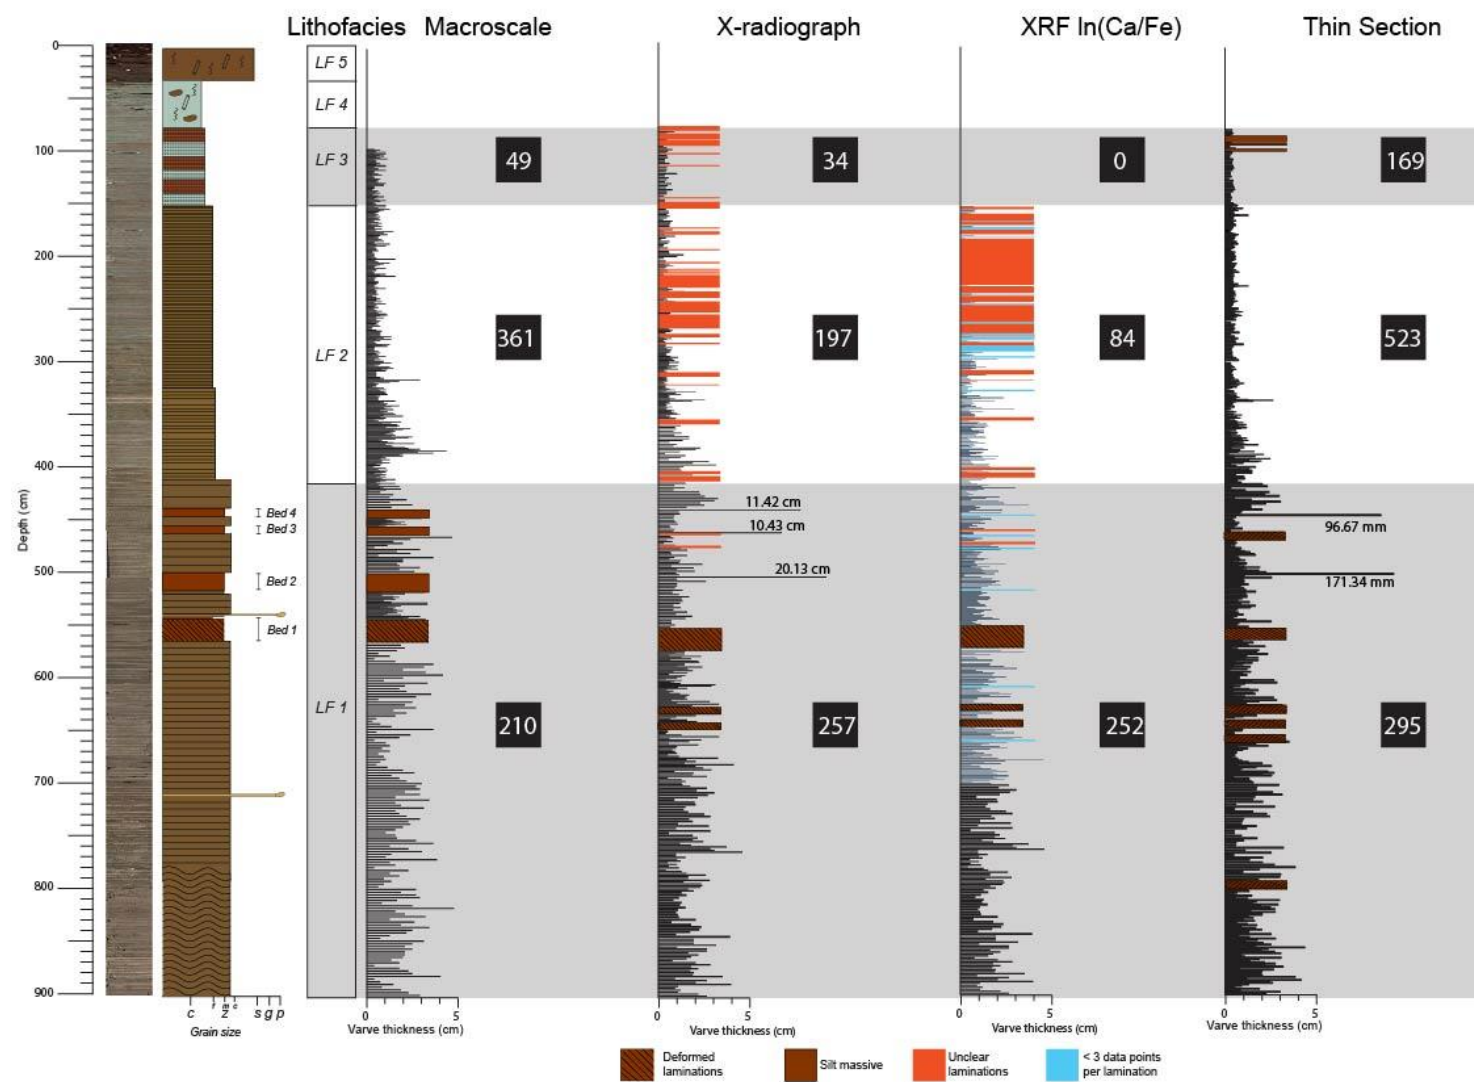 Lithofacies Macroscale X-radiograph XRF ln(Ca/Fe) Thin Section
0
100
200
300
400
500
600
700
800
900
Depth (cm)
c f z m c s g p
Grain size
Bed 4
Bed 3
Bed 2
Bed 1
LF 5
LF 4
LF 3
LF 2
LF 1
49 34 0 169
361 197 84 523
11.42 cm
10.43 cm
20.13 cm
96.67 mm
171.34 mm
210 257 252 295
0 5
Varve thickness (cm)
0 5
Varve thickness (cm)
0 5
Varve thickness (cm)
0 5
Varve thickness (cm)
Deformed
laminations
Silt massive
Unclear
laminations
< 3 data points
per lamination